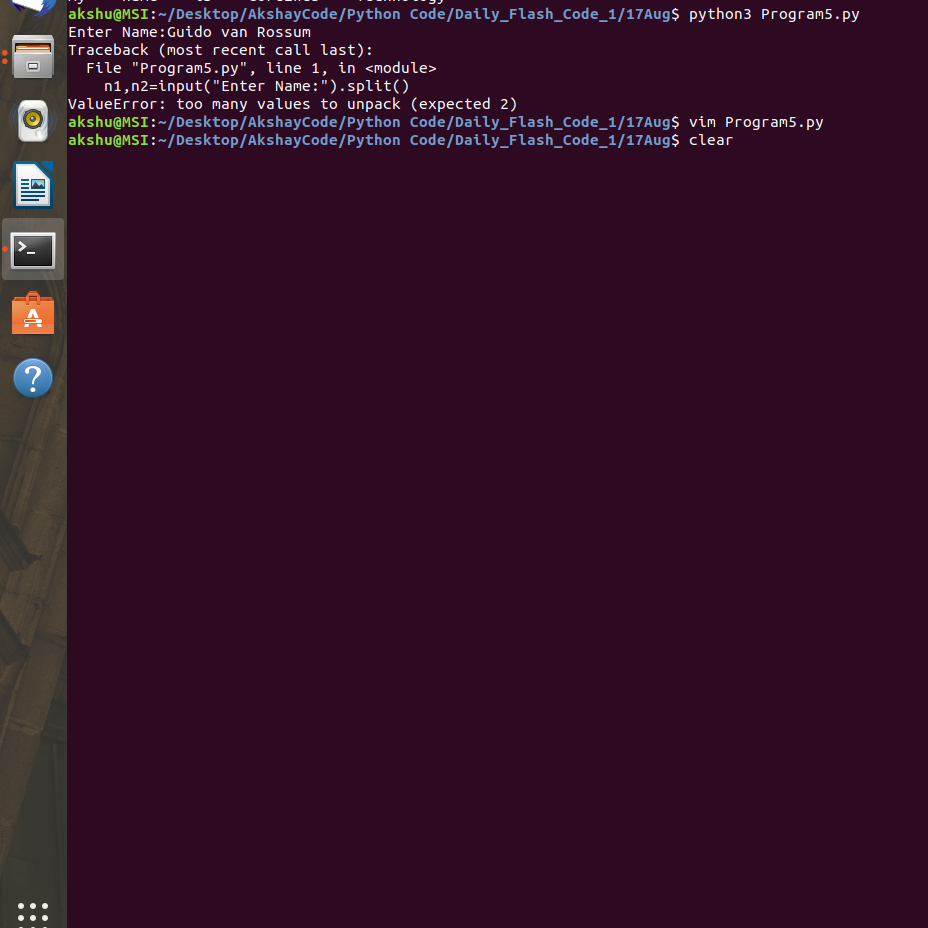 akshu@MSI:~/Desktop/AkshayCode/Python Code/Daily_Flash_Code_1/17Aug$ python3 Program5.py
Enter Name:Guido van Rossum
Traceback (most recent call last):
  File "Program5.py", line 1, in <module>
    n1,n2=input("Enter Name:").split()
ValueError: too many values to unpack (expected 2)
akshu@MSI:~/Desktop/AkshayCode/Python Code/Daily_Flash_Code_1/17Aug$ vim Program5.py
akshu@MSI:~/Desktop/AkshayCode/Python Code/Daily_Flash_Code_1/17Aug$ clear